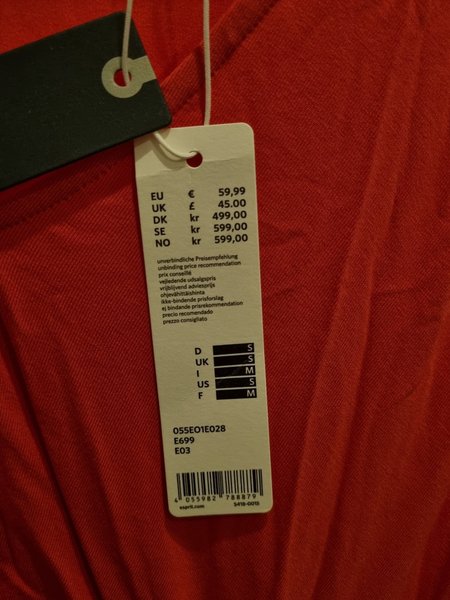 EU € 59,99
UK £ 45.00
DK kr 499,00
SE kr 599,00
NO kr 599,00
unverbindliche Preisempfehlung
unbinding price recommendation
prix conseillé
vejledende udsalgspris
vrijblijvend adviesprijs
ohjevähittäishinta
ikke-bindende prisforslag
ej bindande prisrekommendation
precio recomendado
prezzo consigliato
D S
UK S
I M
US S
F M
055EO1E028
E699
E03
4 055982 788879
esprit.com 5418-0015